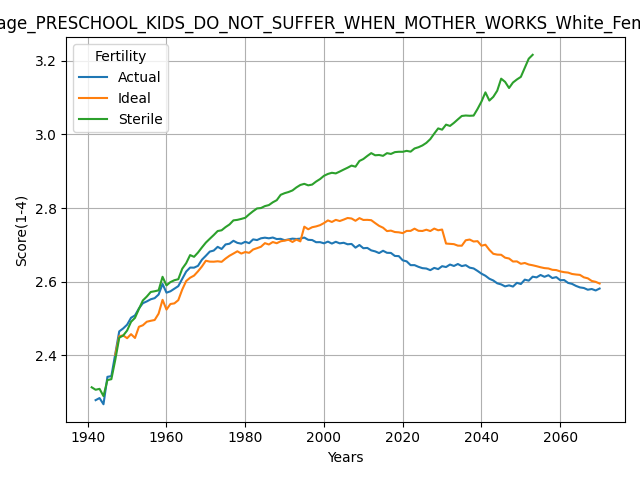 age_PRESCHOOL_KIDS_DO_NOT_SUFFER_WHEN_MOTHER_WORKS_White_Fem
Fertility
Actual
Ideal
Sterile
3.2
3.0
2.8
2.6
2.4
Score(1-4)
1940 1960 1980 2000 2020 2040 2060
Years